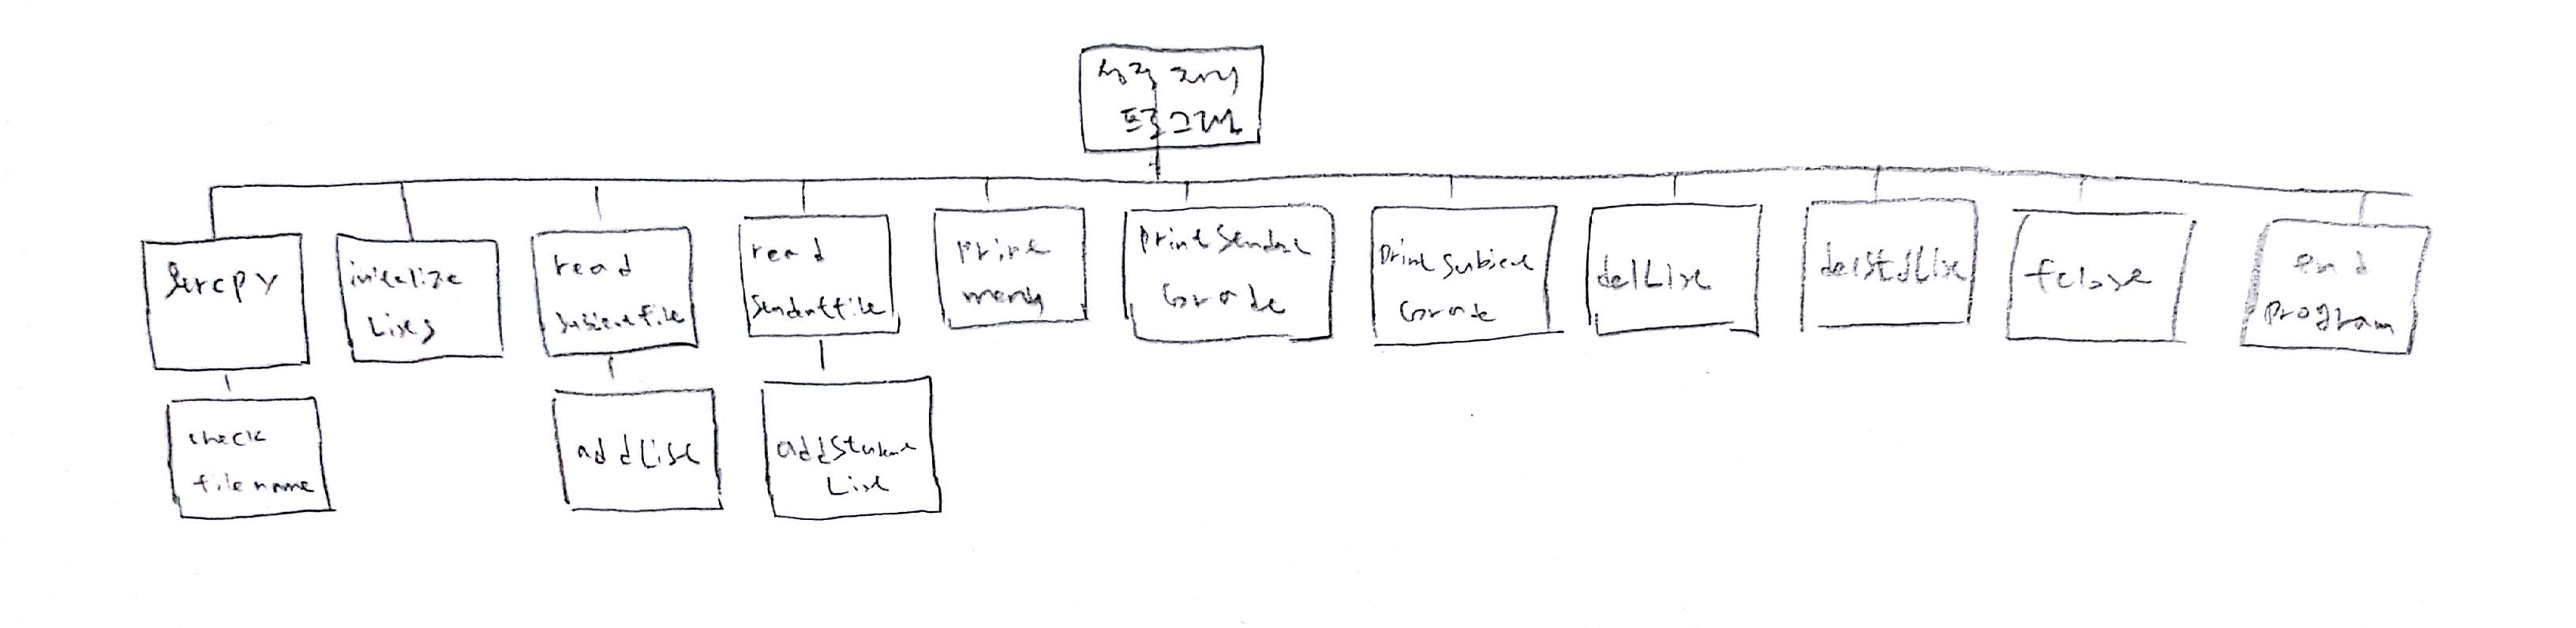 성적 처리
프로그램
strcpy
initialize
Lists
read
subjectfile
read
studentfile
print
menu
print student
Grade
print subject
Grade
delList
delStdList
fclose
end
program
check
filename
addList
addStudent
List